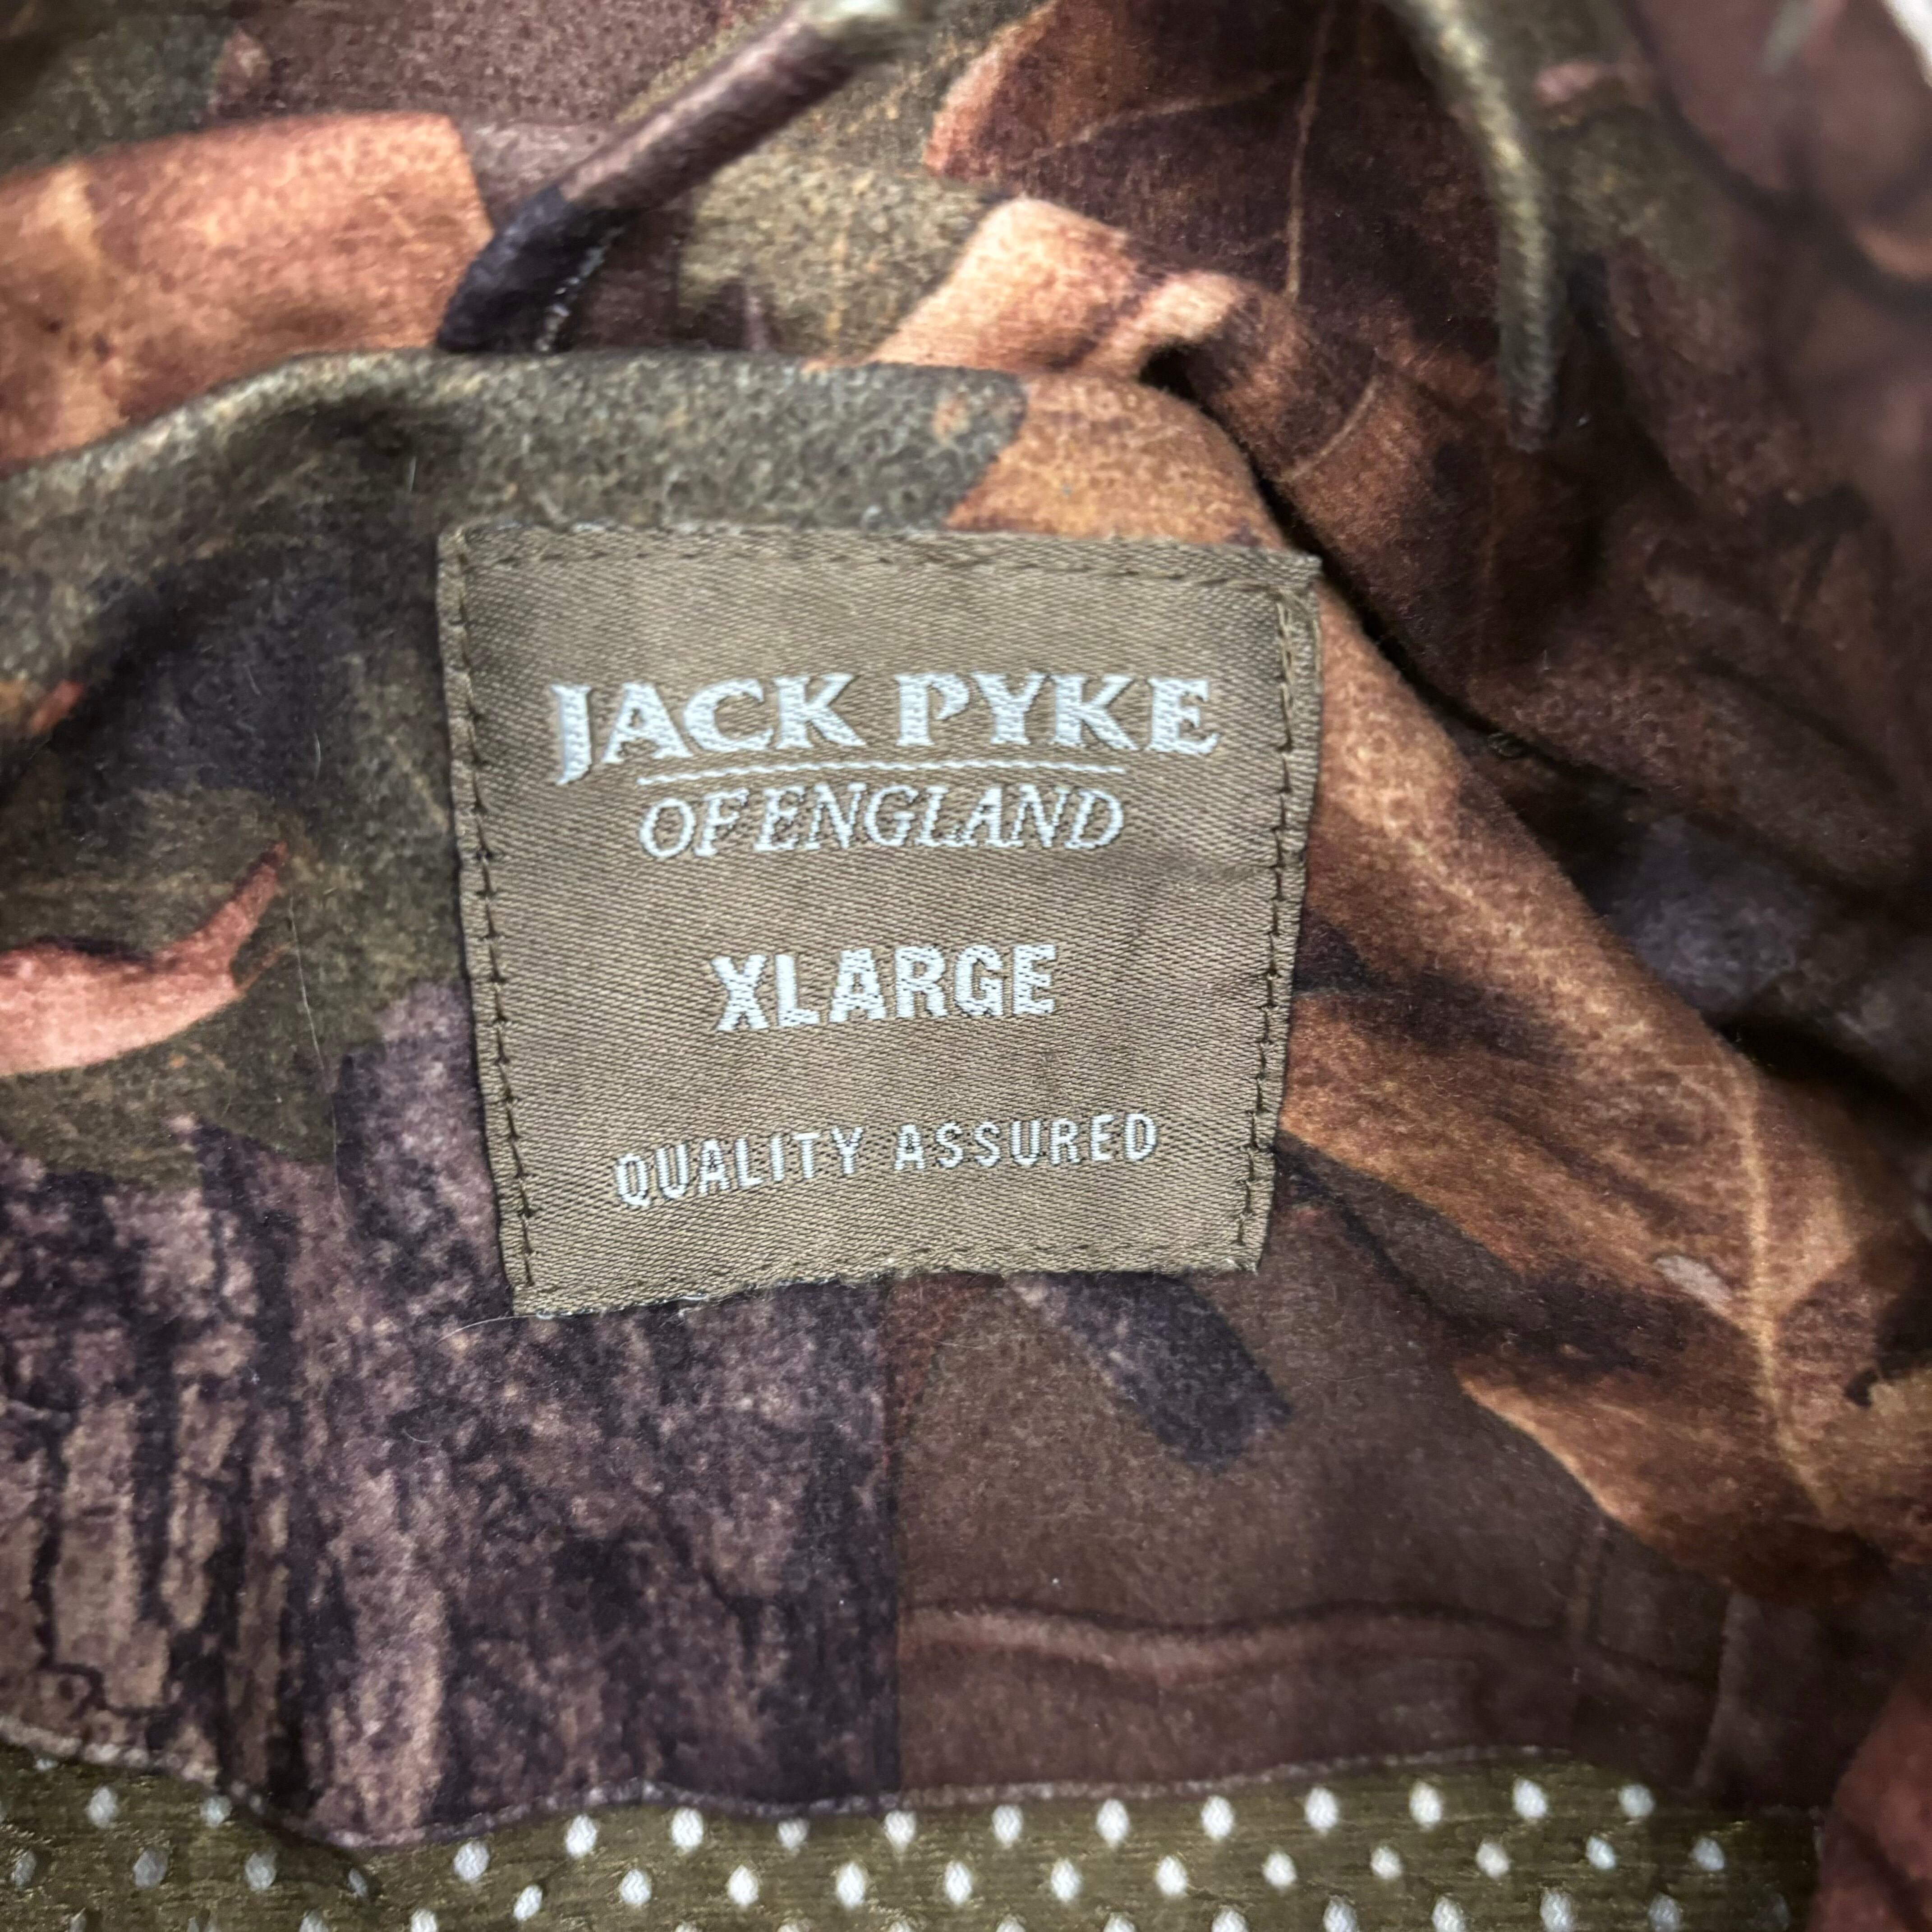 JACK PYKE
OF ENGLAND
XLARGE
QUALITY ASSURED